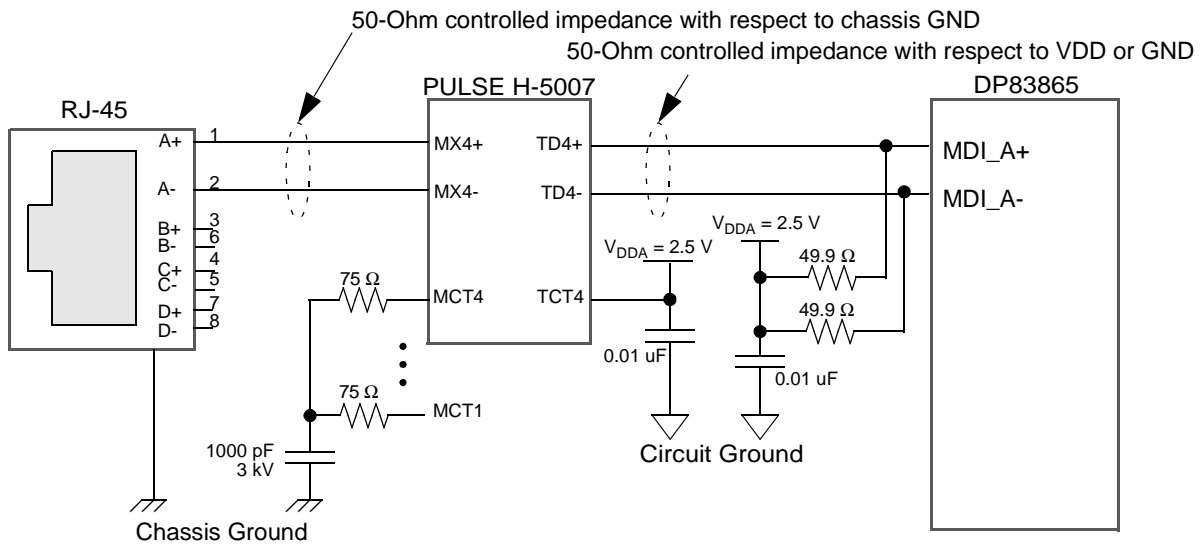 50-Ohm controlled impedance with respect to chassis GND
50-Ohm controlled impedance with respect to VDD or GND
PULSE H-5007
DP83865
RJ-45
A+ 1
MX4+
TD4+
MDI_A+
A- 2
MX4-
TD4-
MDI_A-
B+ 3
B- 6
C+ 4
C- 5
D+ 7
D- 8
VDDA = 2.5 V
VDDA = 2.5 V
49.9 Ω
75 Ω
MCT4
TCT4
49.9 Ω
0.01 uF
0.01 uF
75 Ω
MCT1
1000 pF
3 kV
Circuit Ground
Chassis Ground